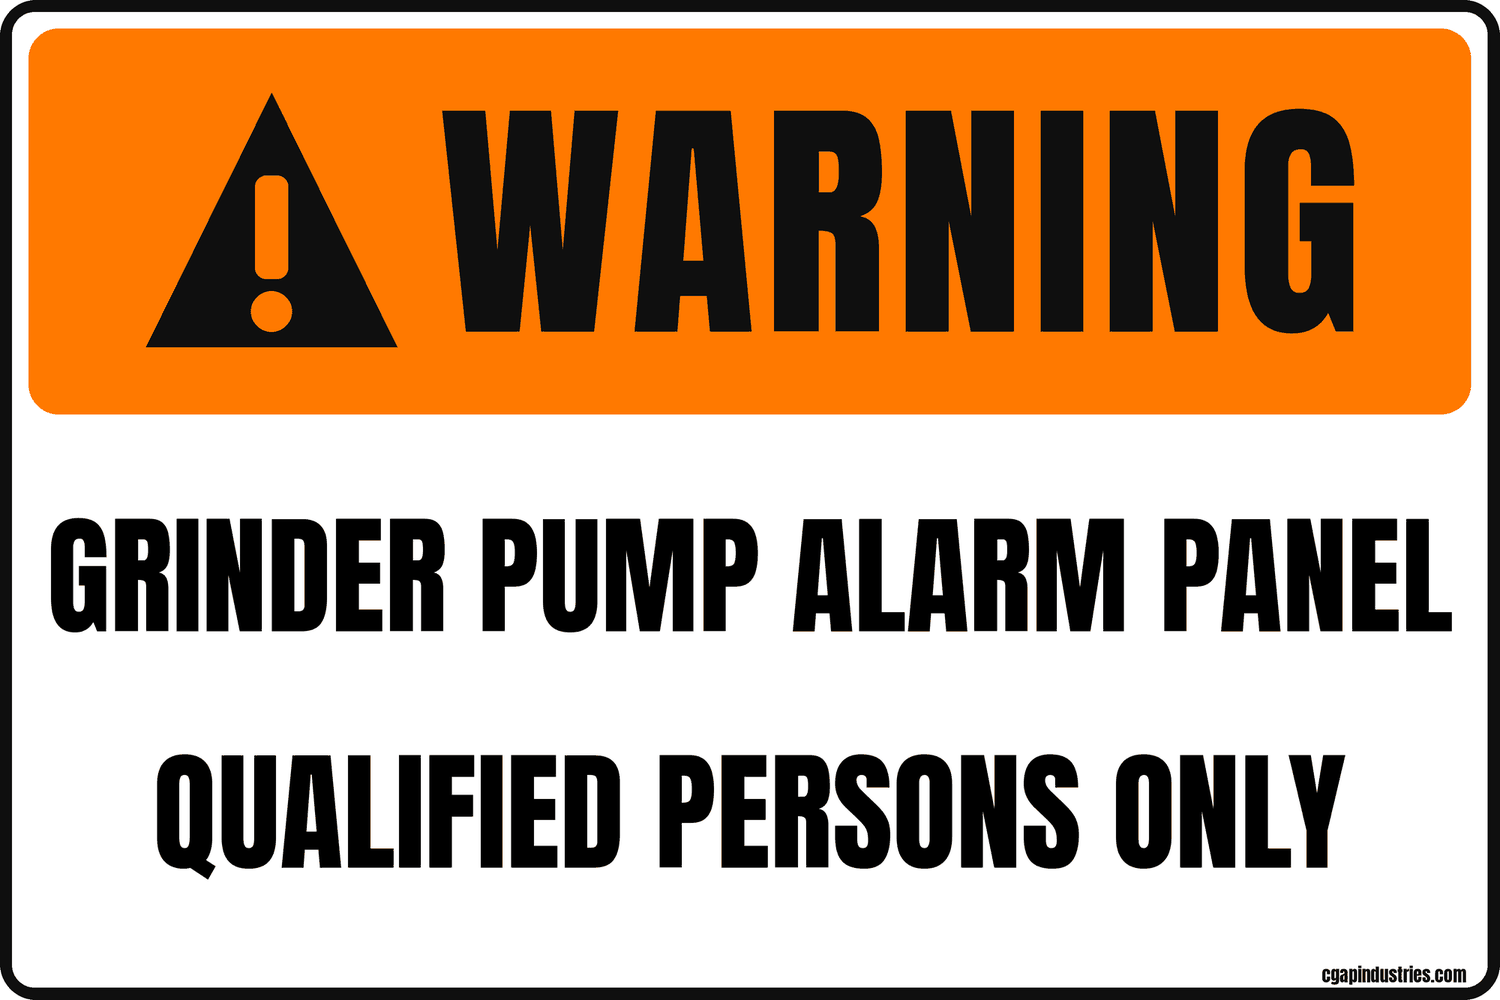 WARNING
GRINDER PUMP ALARM PANEL
QUALIFIED PERSONS ONLY
cgapindustries.com